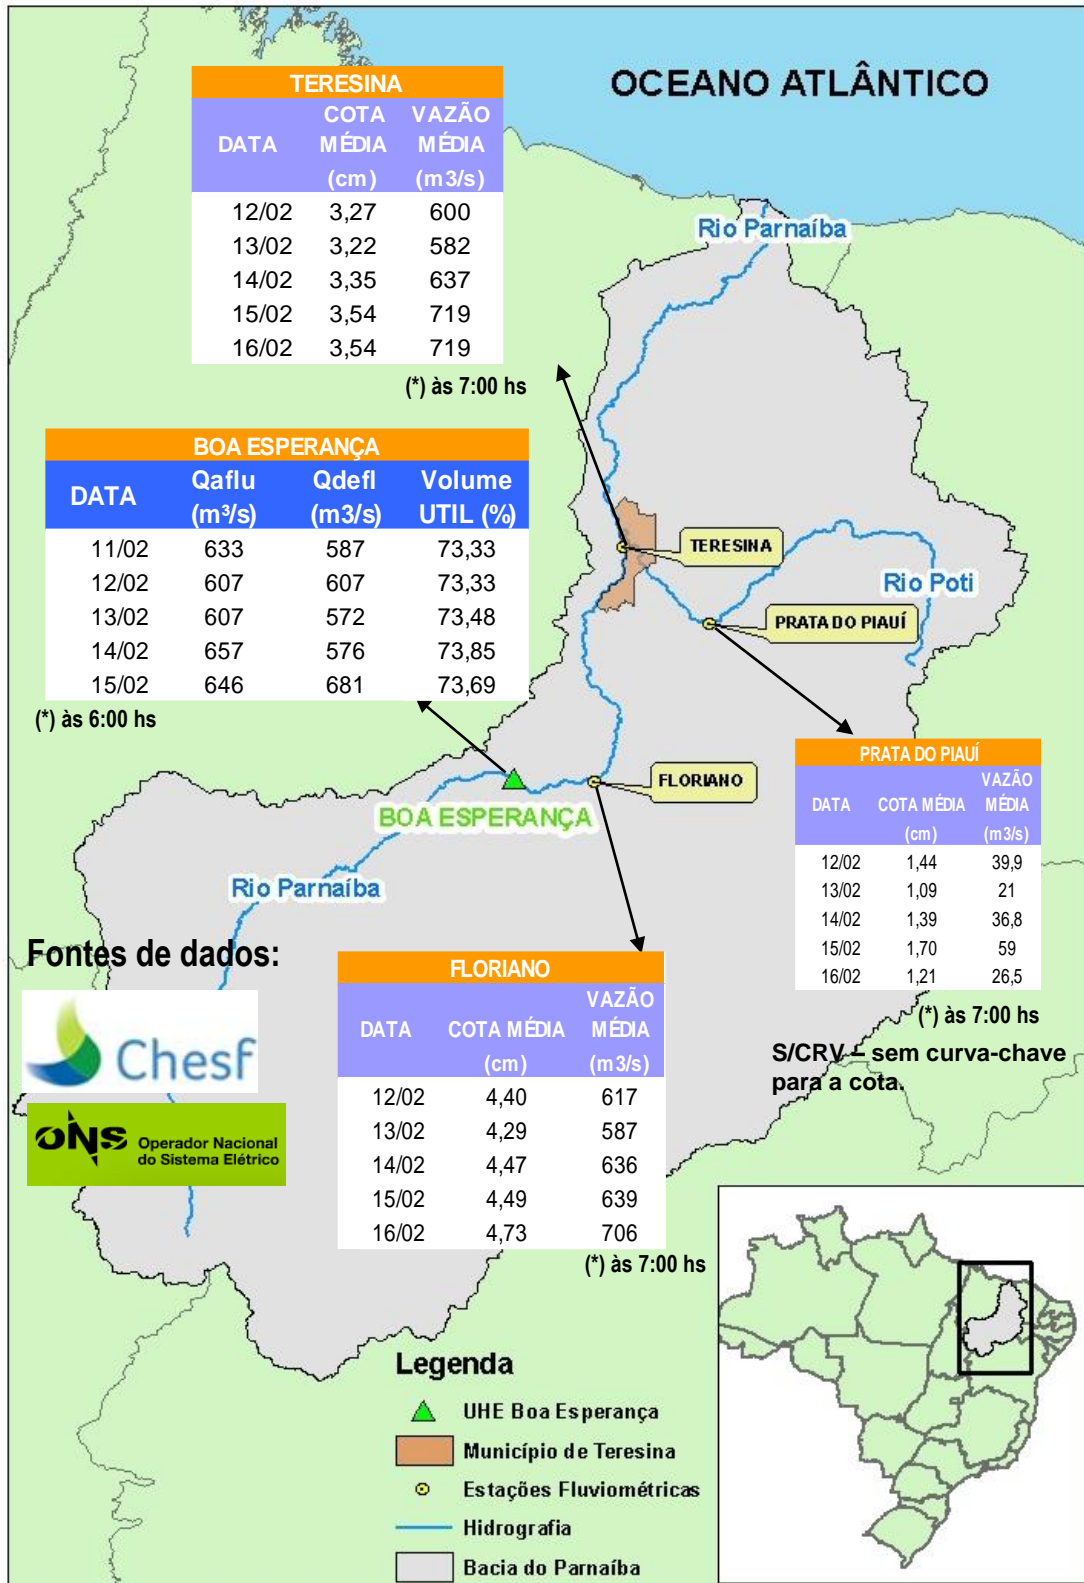 OCEANO ATLÂNTICO
TERESINA
DATA COTA MÉDIA (cm) VAZÃO MÉDIA (m3/s)
12/02 3,27 600
13/02 3,22 582
14/02 3,35 637
15/02 3,54 719
16/02 3,54 719
(*) às 7:00 hs
Rio Parnaíba
BOA ESPERANÇA
DATA Qaflu (m³/s) Qdefl (m3/s) Volume UTIL (%)
11/02 633 587 73,33
12/02 607 607 73,33
13/02 607 572 73,48
14/02 657 576 73,85
15/02 646 681 73,69
(*) às 6:00 hs
TERESINA
Rio Poti
PRATA DO PIAUÍ
FLORIANO
BOA ESPERANÇA
Rio Parnaíba
PRATA DO PIAUÍ
DATA COTA MÉDIA (cm) VAZÃO MÉDIA (m3/s)
12/02 1,44 39,9
13/02 1,09 21
14/02 1,39 36,8
15/02 1,70 59
16/02 1,21 26,5
(*) às 7:00 hs
S/CRV – sem curva-chave
para a cota.
Fontes de dados:
Chesf
ONS Operador Nacional
do Sistema Elétrico
FLORIANO
DATA COTA MÉDIA (cm) VAZÃO MÉDIA (m3/s)
12/02 4,40 617
13/02 4,29 587
14/02 4,47 636
15/02 4,49 639
16/02 4,73 706
(*) às 7:00 hs
Legenda
UHE Boa Esperança
Município de Teresina
Estações Fluviométricas
Hidrografia
Bacia do Parnaíba